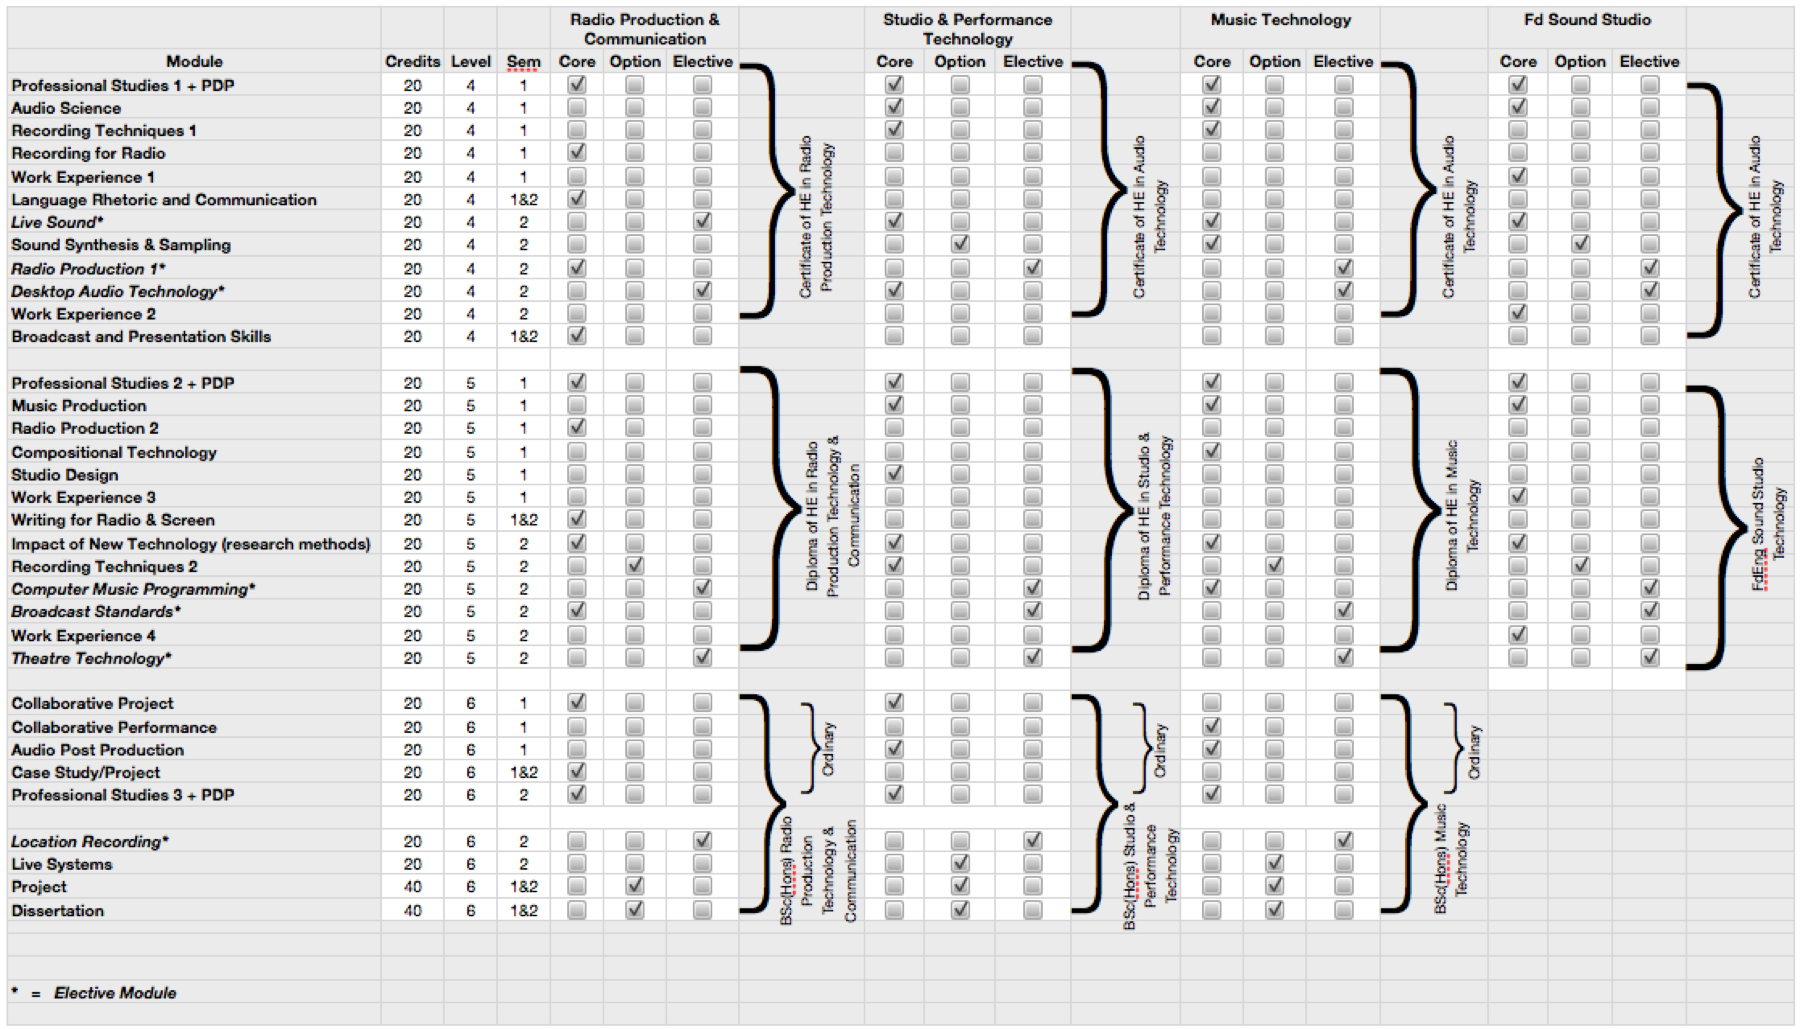 Radio Production & Communication Studio & Performance Technology Music Technology Fd Sound Studio
Module Credits Level Sem Core Option Elective Core Option Elective Core Option Elective Core Option Elective
Professional Studies 1 + PDP 20 4 1
Audio Science 20 4 1
Recording Techniques 1 20 4 1
Recording for Radio 20 4 1
Work Experience 1 20 4 1
Language Rhetoric and Communication 20 4 1&2
Live Sound* 20 4 2
Sound Synthesis & Sampling 20 4 2
Radio Production 1* 20 4 2
Desktop Audio Technology* 20 4 2
Work Experience 2 20 4 2
Broadcast and Presentation Skills 20 4 1&2
Certificate of HE in Radio
Production Technology
Certificate of HE in Audio
Technology
Certificate of HE in Audio
Technology
Certificate of HE in Audio
Technology
Professional Studies 2 + PDP 20 5 1
Music Production 20 5 1
Radio Production 2 20 5 1
Compositional Technology 20 5 1
Studio Design 20 5 1
Work Experience 3 20 5 1
Writing for Radio & Screen 20 5 1&2
Impact of New Technology (research methods) 20 5 2
Recording Techniques 2 20 5 2
Computer Music Programming* 20 5 2
Broadcast Standards* 20 5 2
Work Experience 4 20 5 2
Theatre Technology* 20 5 2
Diploma of HE in Radio
Production Technology &
Communication
Diploma of HE in Studio &
Performance Technology
Diploma of HE in Music
Technology
FdEng Sound Studio
Technology
Collaborative Project 20 6 1
Collaborative Performance 20 6 1
Audio Post Production 20 6 1
Case Study/Project 20 6 1&2
Professional Studies 3 + PDP 20 6 2
Ordinary
Ordinary
Ordinary
Location Recording* 20 6 2
Live Systems 20 6 2
Project 40 6 1&2
Dissertation 40 6 1&2
BSc(Hons) Radio
Production
Technology &
Communication
BSc(Hons) Studio &
Performance
Technology
BSc(Hons) Music
Technology
* = Elective Module